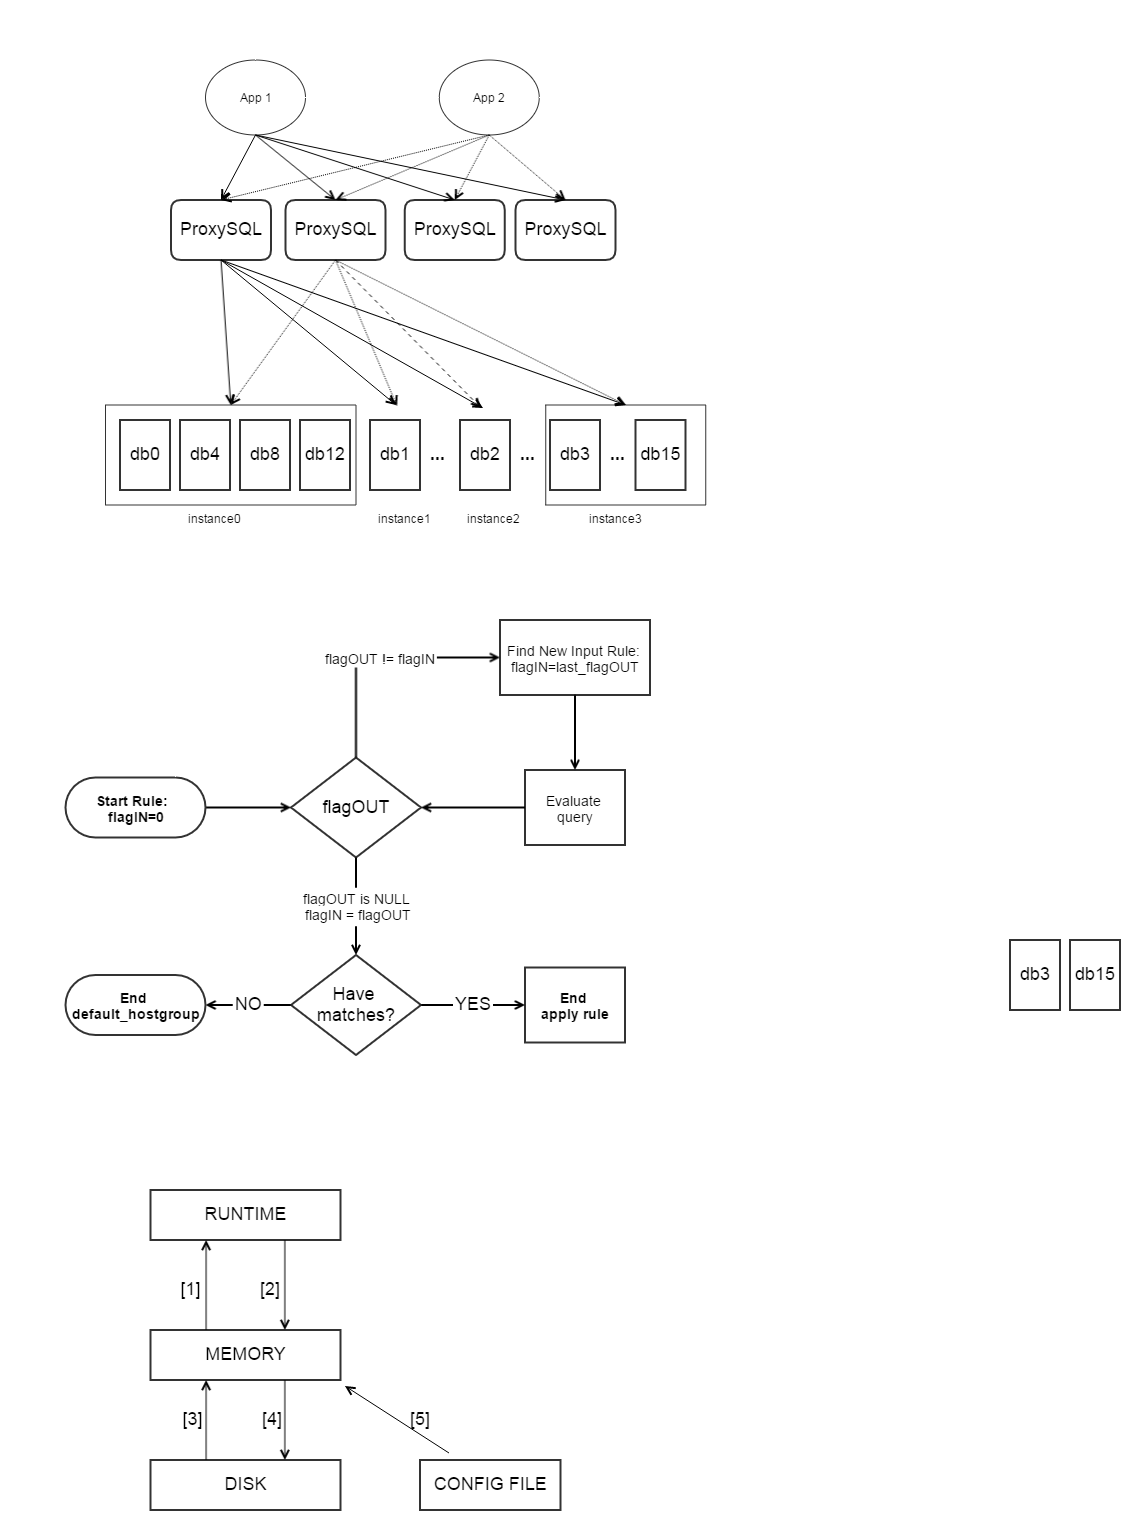 App 1
App 2
ProxySQL
ProxySQL
ProxySQL
ProxySQL
db0
db4
db8
db12
db1
...
db2
...
db3
...
db15
instance0
instance1
instance2
instance3
flagOUT != flagIN
Find New Input Rule:
flagIN=last_flagOUT
Start Rule:
flagIN=0
flagOUT
Evaluate
query
flagOUT is NULL
flagIN = flagOUT
db3
db15
End
default_hostgroup
NO
Have
matches?
YES
End
apply rule
RUNTIME
[1]
[2]
MEMORY
[3]
[4]
[5]
DISK
CONFIG FILE